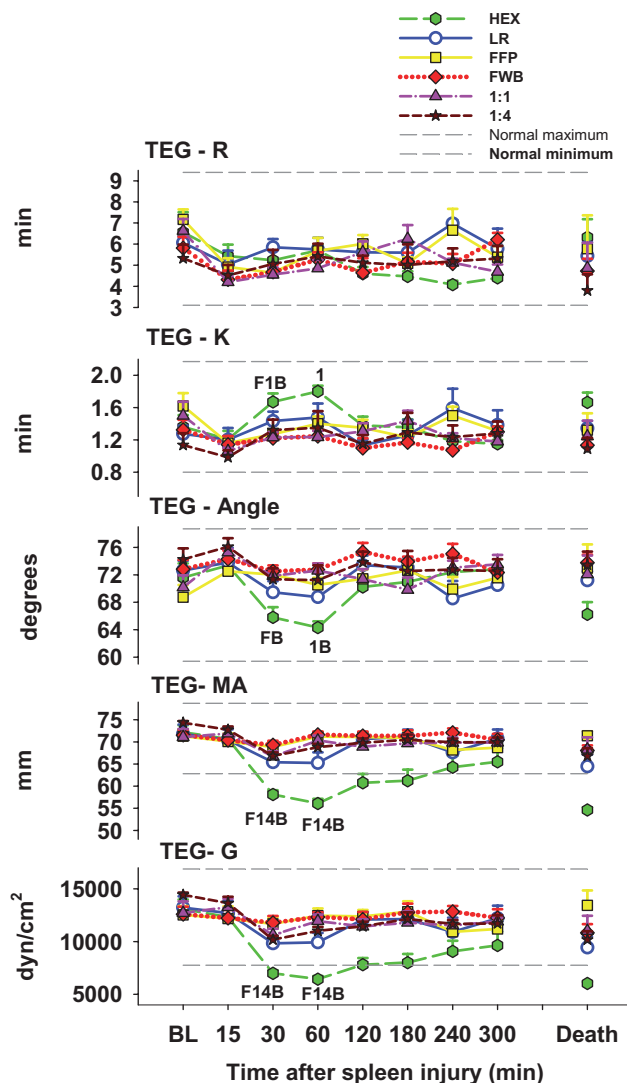 HEX
LR
FFP
FWB
1:1
1:4
Normal maximum
Normal minimum
TEG - R
min
9
8
7
6
5
4
3
TEG - K
min
2.0
1.6
1.2
0.8
F1B
1
TEG - Angle
degrees
76
72
68
64
60
FB
1B
TEG- MA
mm
75
70
65
60
55
50
F14B
F14B
TEG- G
dyn/cm²
15000
10000
5000
F14B
F14B
BL 15 30 60 120 180 240 300 Death
Time after spleen injury (min)